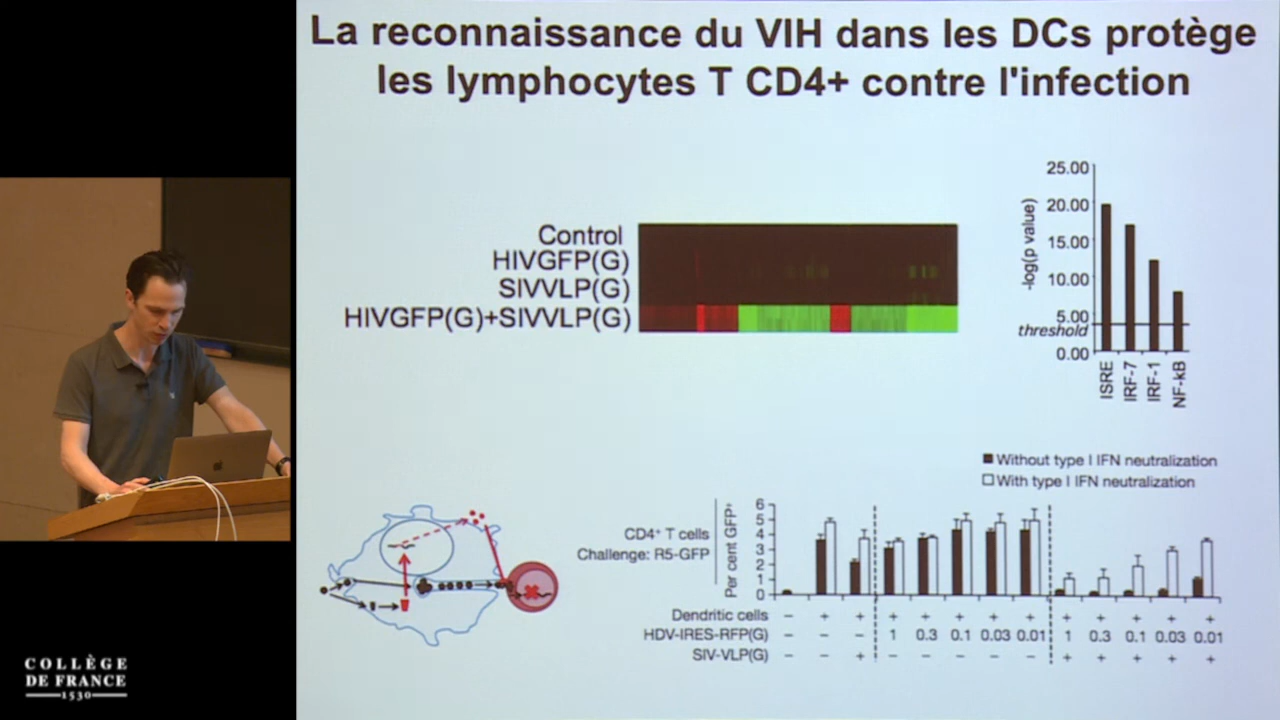 La reconnaissance du VIH dans les DCs protège
les lymphocytes T CD4+ contre l'infection
Control
HIVGFP(G)
SIVVLP(G)
HIVGFP(G)+SIVVLP(G)
-log(p value)
25.00
20.00
15.00
10.00
5.00
threshold
0.00
ISRE
IRF-7
IRF-1
NF-kB
Without type I IFN neutralization
With type I IFN neutralization
CD4+ T cells
Challenge: R5-GFP
Per cent GFP+
6
5
4
3
2
1
0
Dendritic cells - + + + + + + + + + + + +
HDV-IRES-RFP(G) - - - 1 0.3 0.1 0.03 0.01 1 0.3 0.1 0.03 0.01
SIV-VLP(G) - - + - - - - - + + + + +
COLLÈGE
DE FRANCE
1530